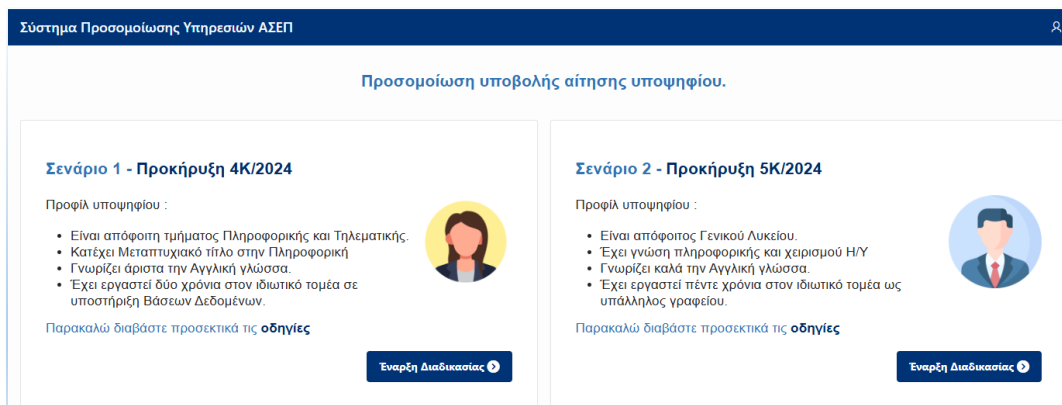 Σύστημα Προσομοίωσης Υπηρεσιών ΑΣΕΠ
Προσομοίωση υποβολής αίτησης υποψηφίου.
Σενάριο 1 - Προκήρυξη 4Κ/2024
Προφίλ υποψηφίου :
• Είναι απόφοιτη τμήματος Πληροφορικής και Τηλεματικής.
• Κατέχει Μεταπτυχιακό τίτλο στην Πληροφορική
• Γνωρίζει άριστα την Αγγλική γλώσσα.
• Έχει εργαστεί δύο χρόνια στον ιδιωτικό τομέα σε
υποστήριξη Βάσεων Δεδομένων.
Παρακαλώ διαβάστε προσεκτικά τις οδηγίες
Έναρξη Διαδικασίας
Σενάριο 2 - Προκήρυξη 5Κ/2024
Προφίλ υποψηφίου :
• Είναι απόφοιτος Γενικού Λυκείου.
• Έχει γνώση πληροφορικής και χειρισμού Η/Υ
• Γνωρίζει καλά την Αγγλική γλώσσα.
• Έχει εργαστεί πέντε χρόνια στον ιδιωτικό τομέα ως
υπάλληλος γραφείου.
Παρακαλώ διαβάστε προσεκτικά τις οδηγίες
Έναρξη Διαδικασίας